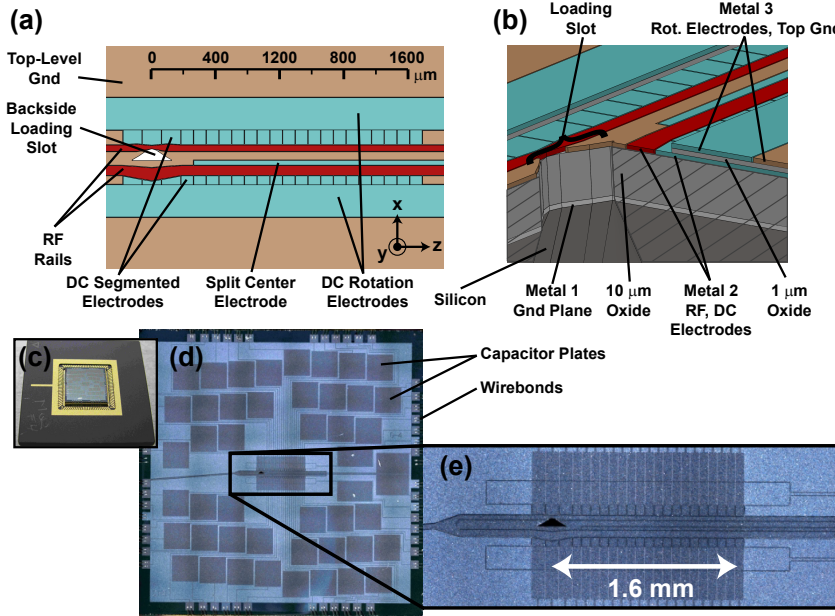 (a)
Top-Level
Gnd
0 400 1200 800 1600
μm
Backside
Loading
Slot
RF
Rails
x
y
z
DC Segmented
Electrodes
Split Center
Electrode
DC Rotation
Electrodes
(b)
Loading
Slot
Metal 3
Rot. Electrodes, Top Gnd
Silicon
Metal 1
Gnd Plane
10 μm
Oxide
Metal 2
RF, DC
Electrodes
1 μm
Oxide
(c)
(d)
Capacitor Plates
Wirebonds
(e)
1.6 mm